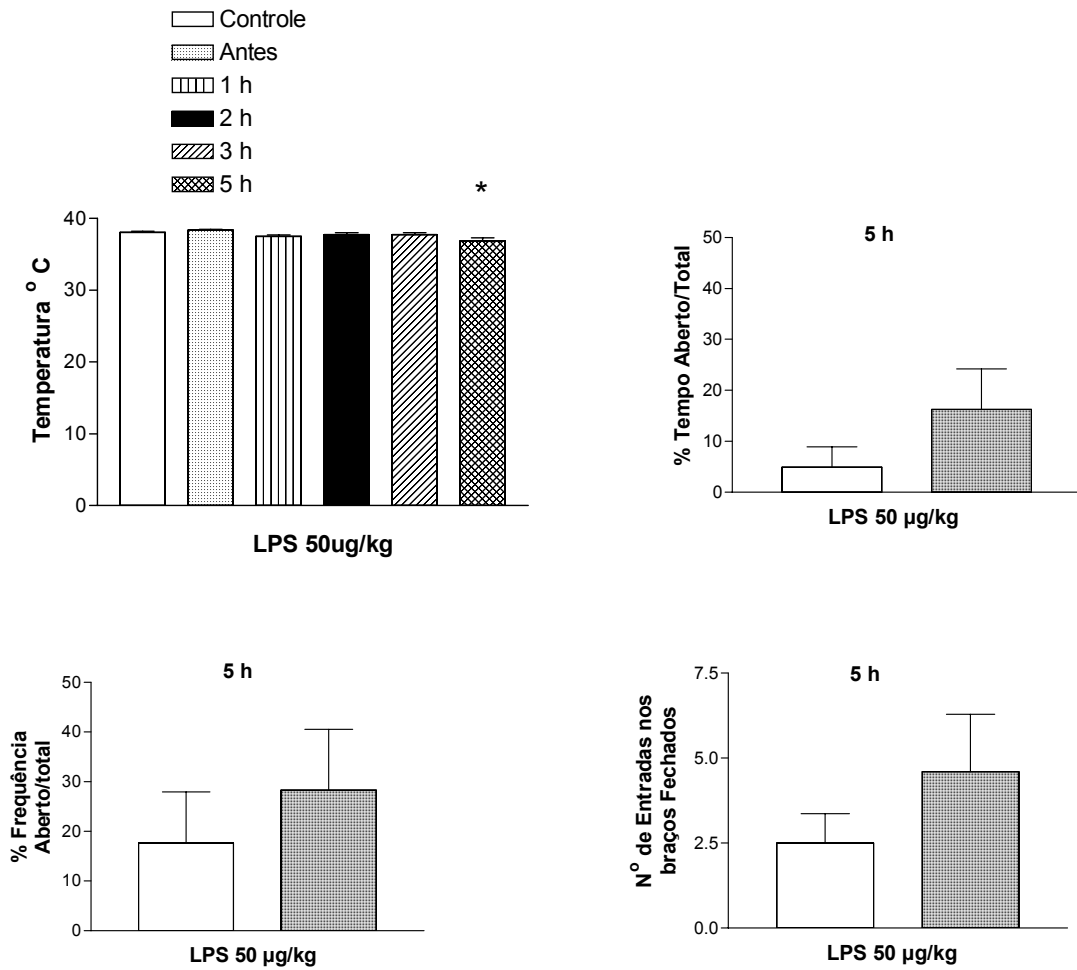 Controle
Antes
1 h
2 h
3 h
5 h
*
40
30
20
10
0
Temperatura ° C
LPS 50ug/kg
5 h
50
40
30
20
10
0
% Tempo Aberto/Total
LPS 50 µg/kg
5 h
50
40
30
20
10
0
% Frequência
Aberto/total
LPS 50 µg/kg
5 h
7.5
5.0
2.5
0.0
Nº de Entradas nos
braços Fechados
LPS 50 µg/kg